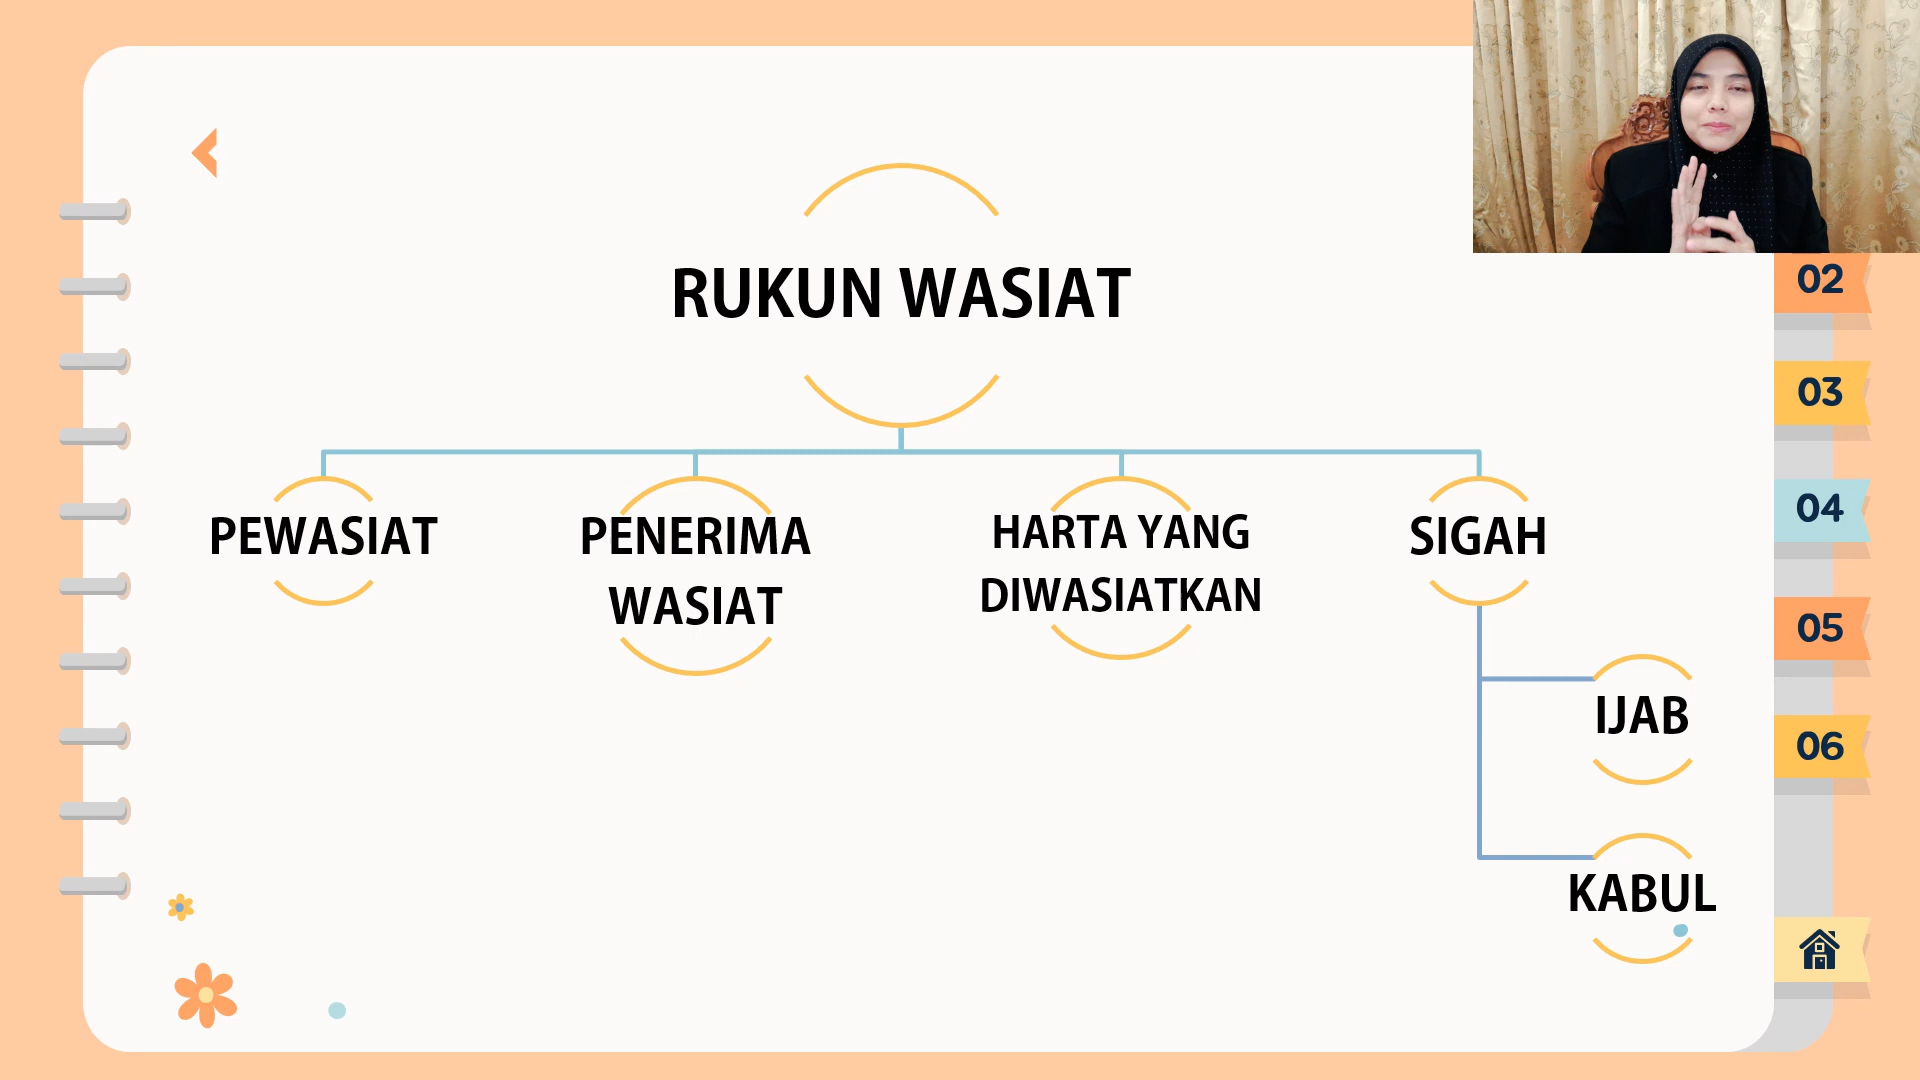 RUKUN WASIAT
PEWASIAT
PENERIMA
WASIAT
HARTA YANG
DIWASIATKAN
SIGAH
IJAB
KABUL
02
03
04
05
06